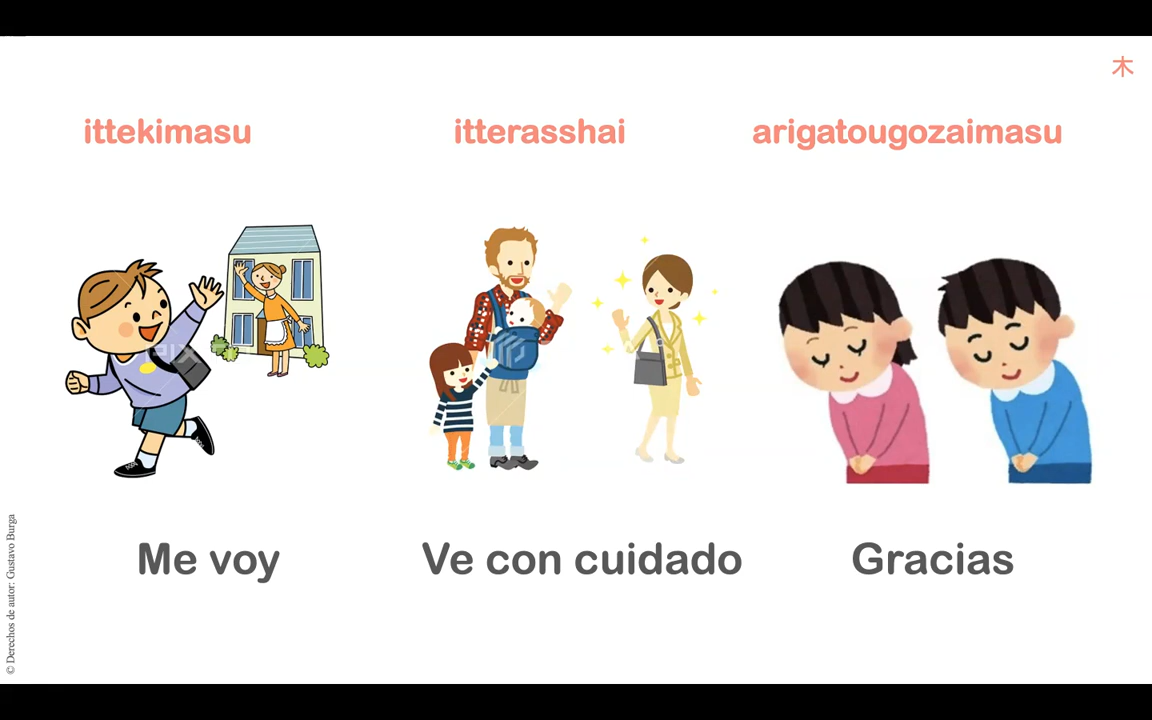 木
ittekimasu
itterasshai
arigatougozaimasu
Me voy
Ve con cuidado
Gracias
© Derechos de autor: Gustavo Burga